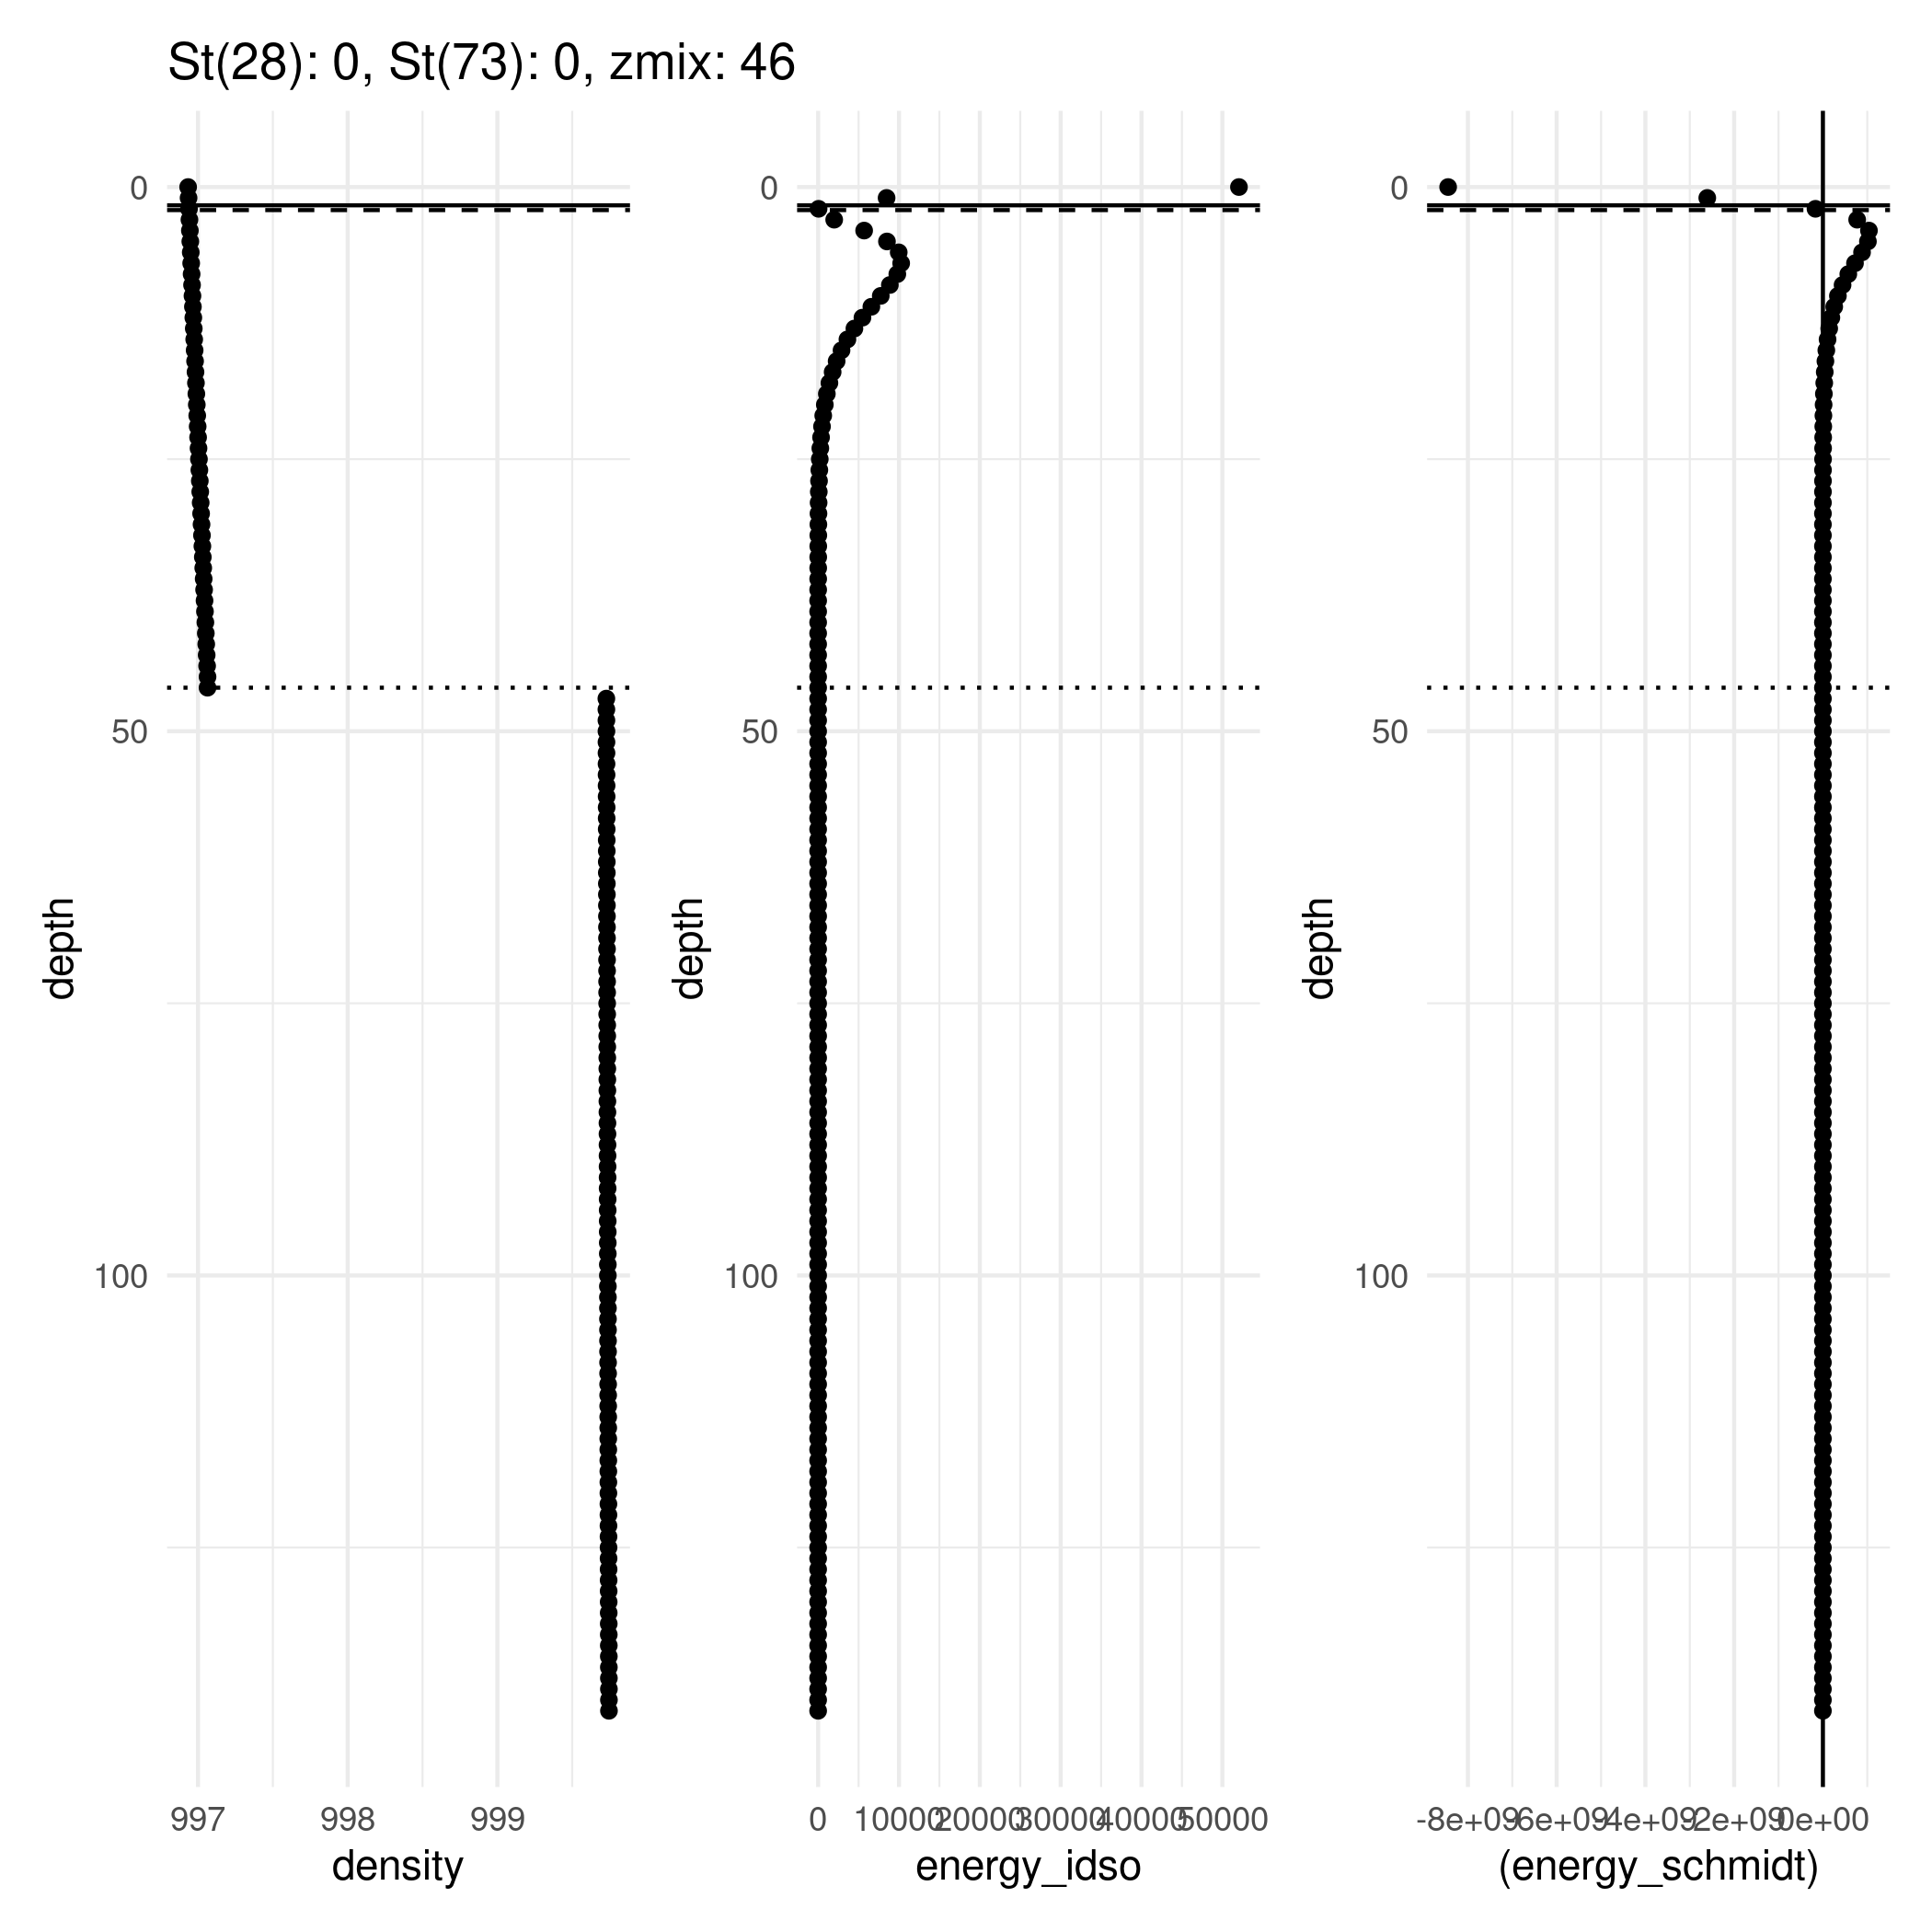 St(28): 0, St(73): 0, zmix: 46
0
50
100
depth
997
998
999
density
0
50
100
depth
0
10000
20000
30000
40000
50000
energy_idso
0
50
100
depth
-8e+09
-6e+09
-4e+09
-2e+09
0e+00
(energy_schmidt)